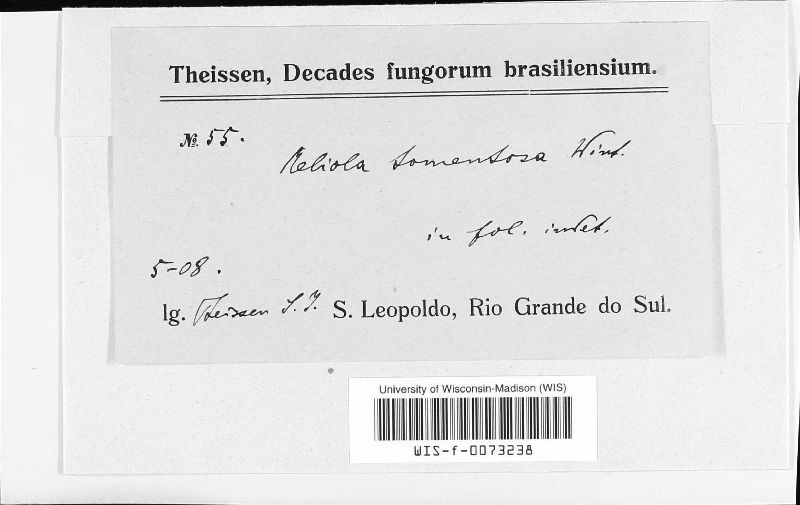 Theissen, Decades fungorum brasiliensium.
№. 55.
Meliola tomentosa Wint.
in fol. indet.
5-08.
lg. Theissen S. J. S. Leopoldo, Rio Grande do Sul.
University of Wisconsin-Madison (WIS)
WIS-f-0073238